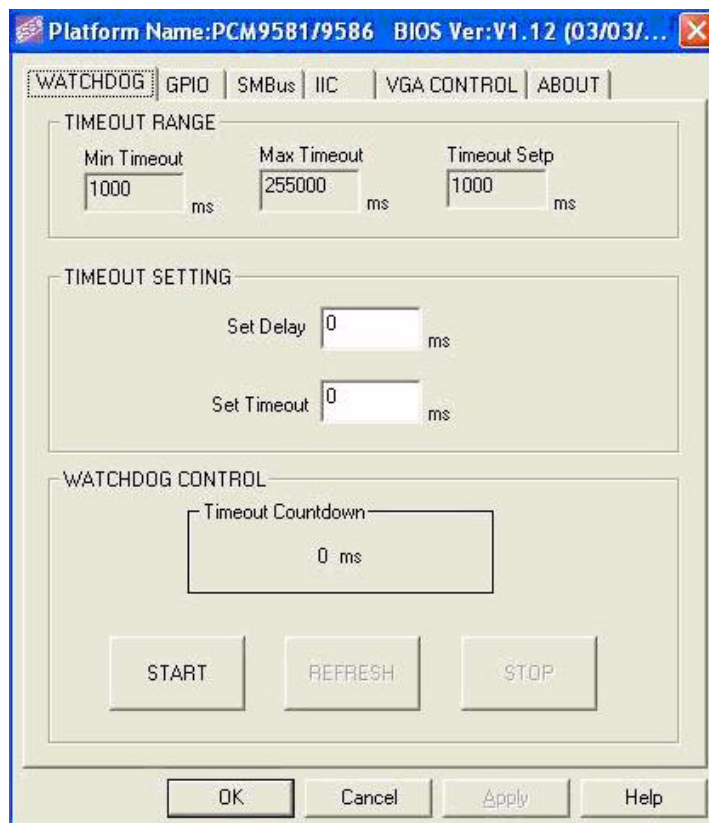 Platform Name:PCM9581/9586 BIOS Ver:V1.12 (03/03/...
WATCHDOG GPIO SMBus IIC VGA CONTROL ABOUT
TIMEOUT RANGE
Min Timeout Max Timeout Timeout Setp
1000 ms 255000 ms 1000 ms
TIMEOUT SETTING
Set Delay 0 ms
Set Timeout 0 ms
WATCHDOG CONTROL
Timeout Countdown
0 ms
START REFRESH STOP
OK Cancel Apply Help